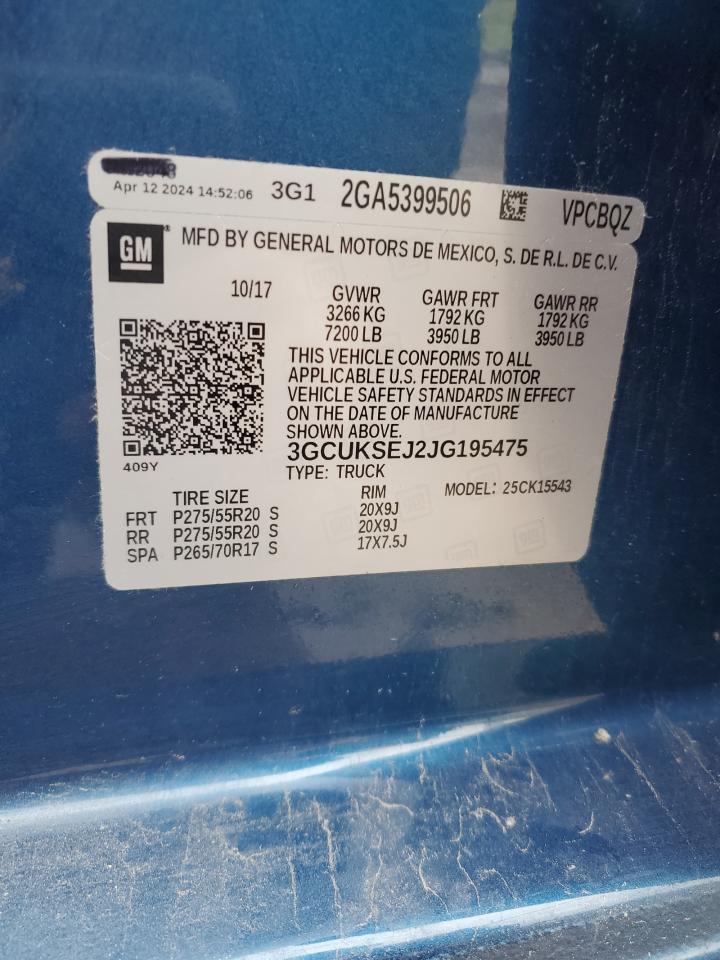 Apr 12 2024 14:52:06 3G1 2GA5399506 VPCBQZ
GM MFD BY GENERAL MOTORS DE MEXICO, S. DE R.L. DE C.V.
10/17 GVWR GAWR FRT GAWR RR
3266 KG 1792 KG 1792 KG
7200 LB 3950 LB 3950 LB
THIS VEHICLE CONFORMS TO ALL
APPLICABLE U.S. FEDERAL MOTOR
VEHICLE SAFETY STANDARDS IN EFFECT
ON THE DATE OF MANUFACTURE
SHOWN ABOVE.
3GCUKSEJ2JG195475
409Y
TYPE: TRUCK
TIRE SIZE RIM MODEL: 25CK15543
FRT P275/55R20 S 20X9J
RR P275/55R20 S 20X9J
SPA P265/70R17 S 17X7.5J